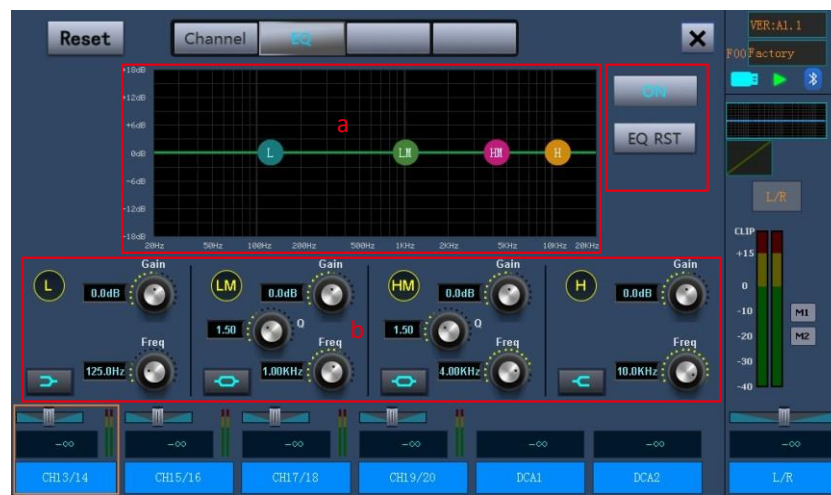 Reset Channel EQ
VER:A1.1
F00Factory
+18dB
+12dB
+6dB
0dB
-6dB
-12dB
-18dB
a
L LM HM H
20Hz 50Hz 100Hz 200Hz 500Hz 1KHz 2KHz 5KHz 10KHz 20KHz
ON
EQ RST
L/R
CLIP
+15
0
-10
-20
-30
-40
M1
M2
L Gain
0.0dB
Freq
125.0Hz
LM Gain
0.0dB
1.50 Q
Freq
1.00KHz
b
HM Gain
0.0dB
1.50 Q
Freq
4.00KHz
H Gain
0.0dB
Freq
10.0KHz
-∞ -∞ -∞ -∞ -∞ -∞ -∞
CH13/14 CH15/16 CH17/18 CH19/20 DCA1 DCA2 L/R